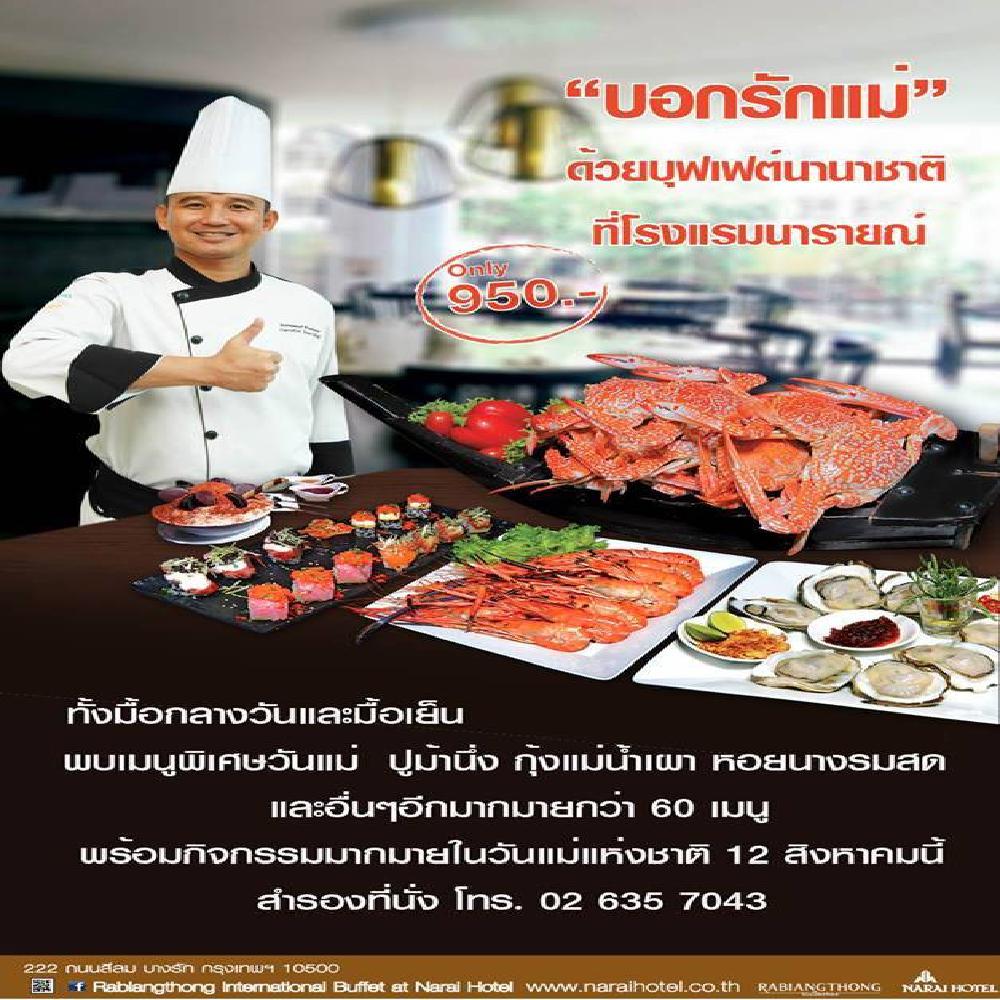 “บอกรักแม่”
ด้วยบุฟเฟต์นานาชาติ
ที่โรงแรมนารายณ์
Only
950.-
ทั้งมื้อกลางวันและมื้อเย็น
พบเมนูพิเศษวันแม่ ปูม้านึ่ง กุ้งแม่น้ำเผา หอยนางรมสด
และอื่นๆอีกมากมายกว่า 60 เมนู
พร้อมกิจกรรมมากมายในวันแม่แห่งชาติ 12 สิงหาคมนี้
สำรองที่นั่ง โทร. 02 635 7043
222 ถนนสีลม บางรัก กรุงเทพฯ 10500
Rabiangthong International Buffet at Narai Hotel www.naraihotel.co.th RABIANGTHONG NARAI HOTEL